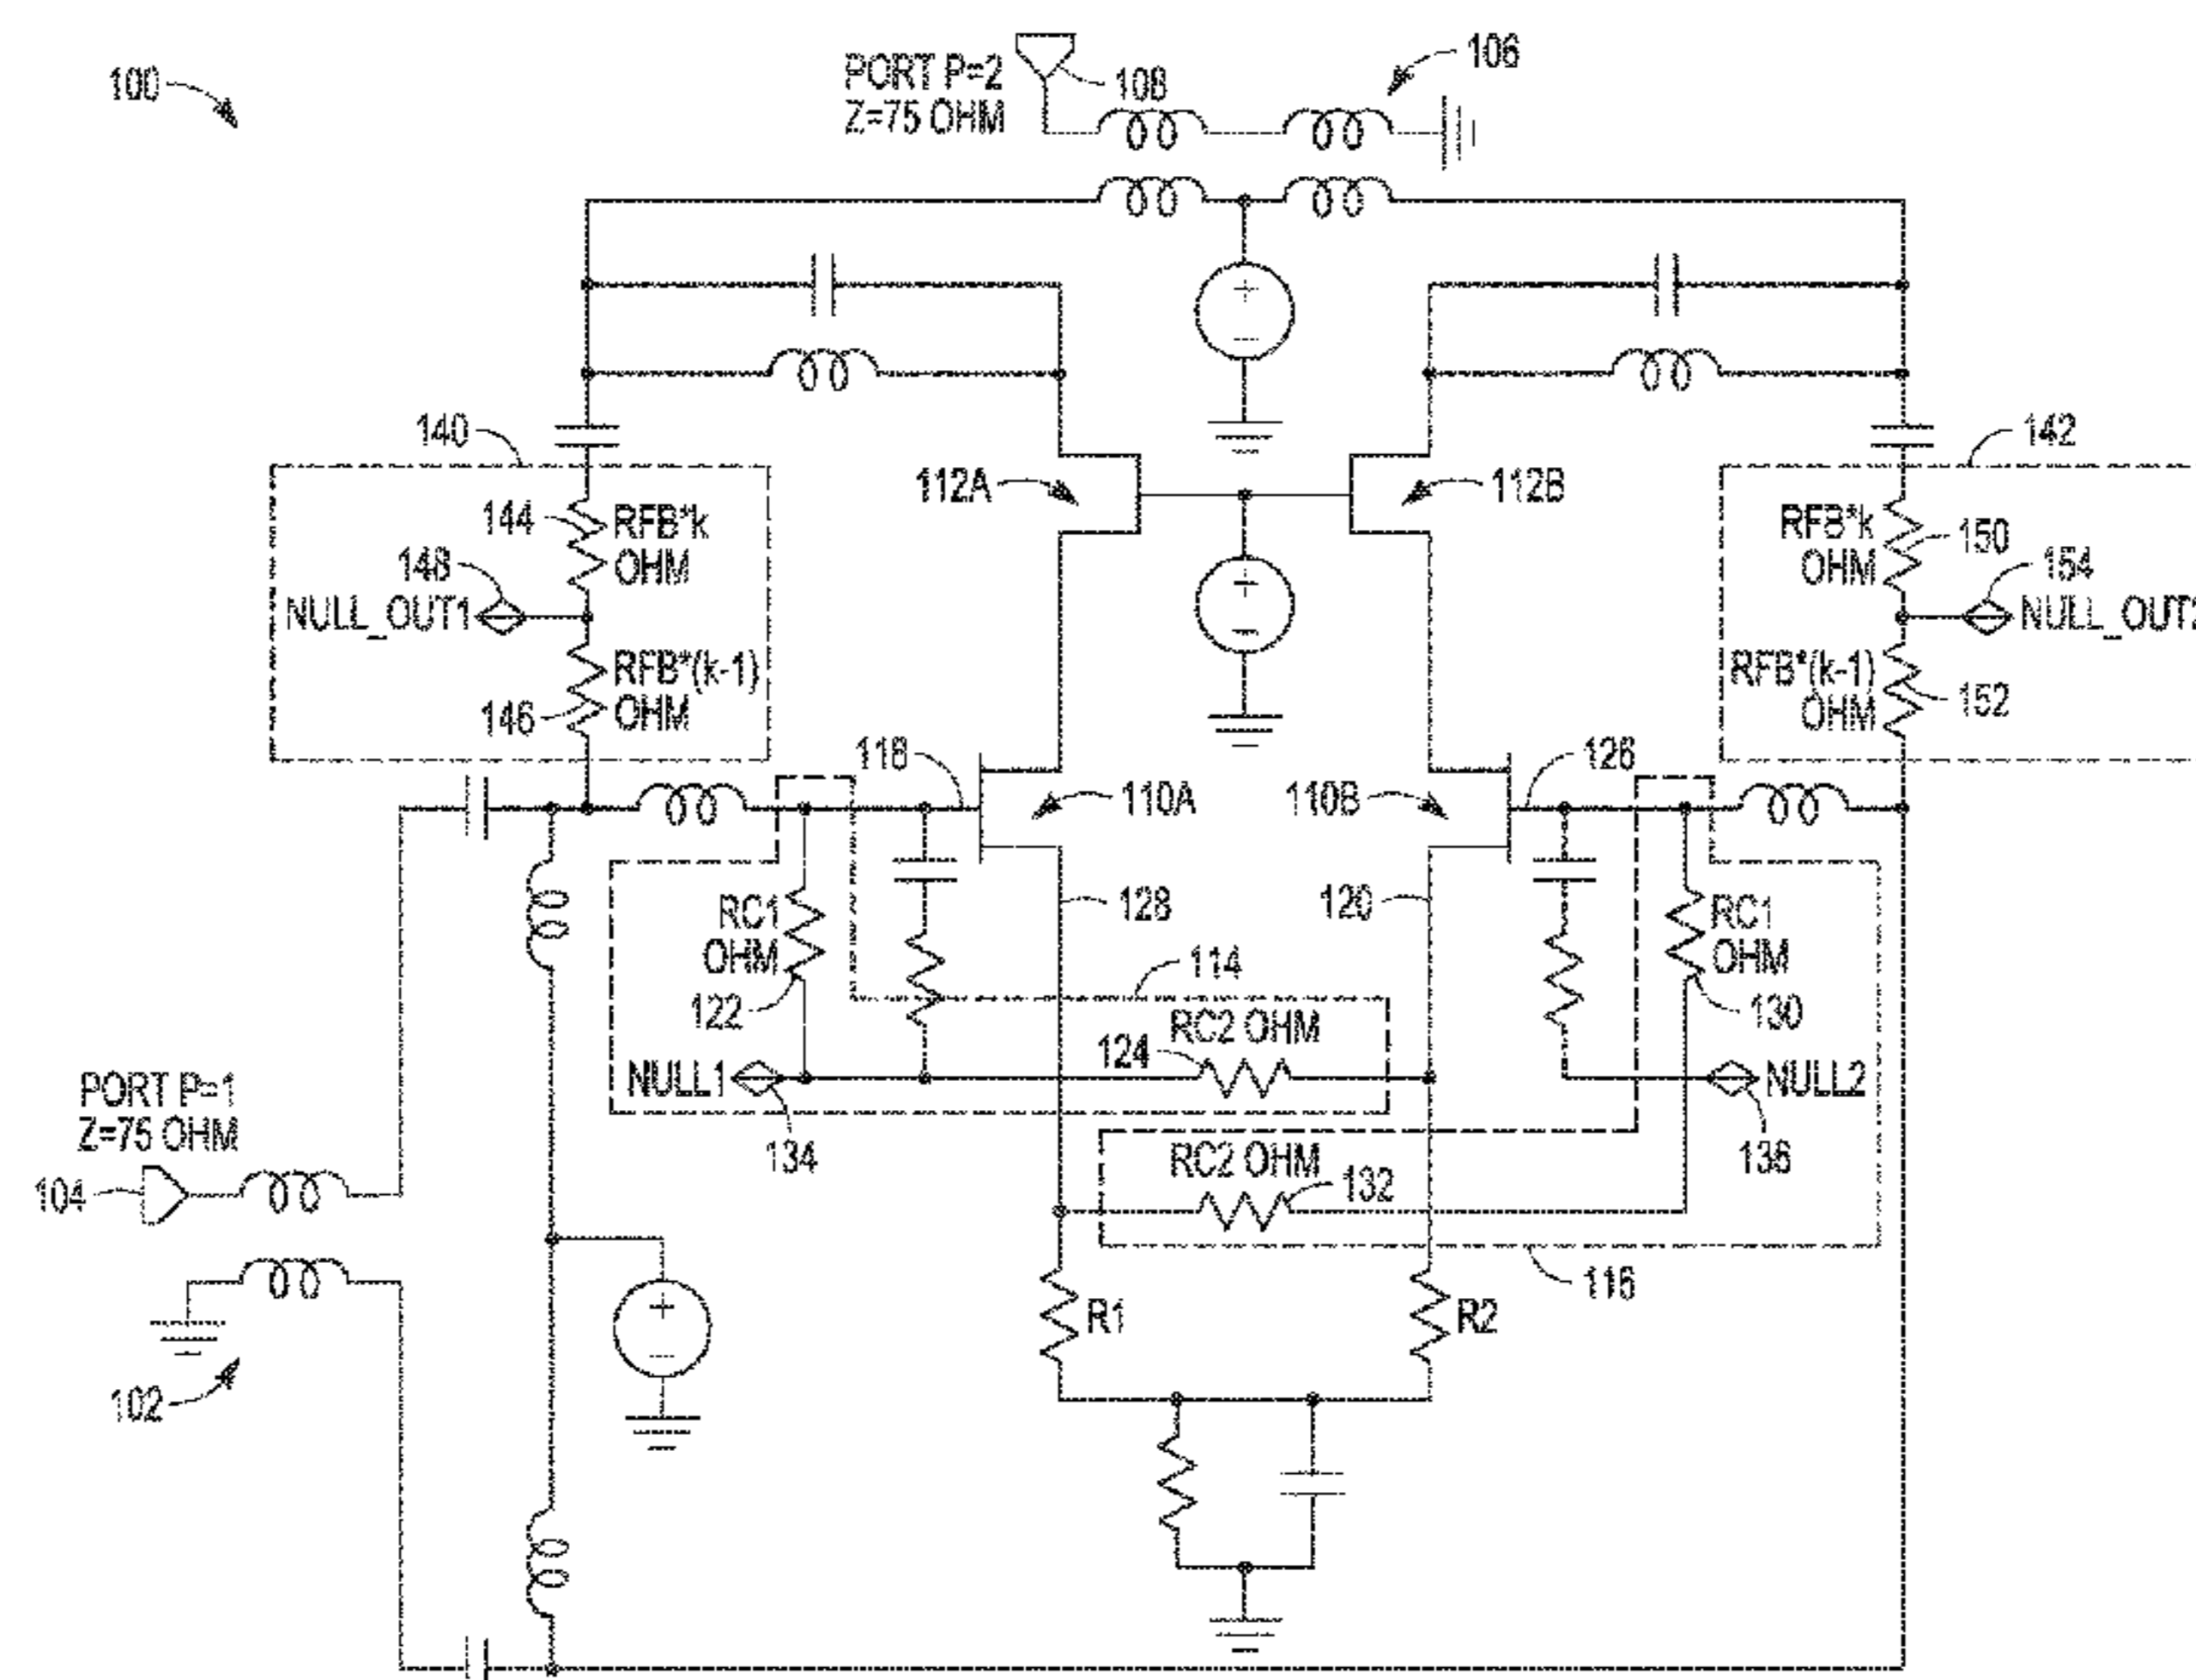 100
PORT P=2
Z=75 OHM
108
106
140
142
112A
112B
144
RFB*k
OHM
148
NULL_OUT1
RFB*(k-1)
OHM
146
RFB*k
OHM
150
154
NULL_OUT2
RFB*(k-1)
OHM
152
118
110A
110B
126
RC1
OHM
122
128
120
114
RC2 OHM
124
NULL1
134
RC1
OHM
130
NULL2
136
PORT P=1
Z=75 OHM
104
RC2 OHM
132
116
R1
R2
102